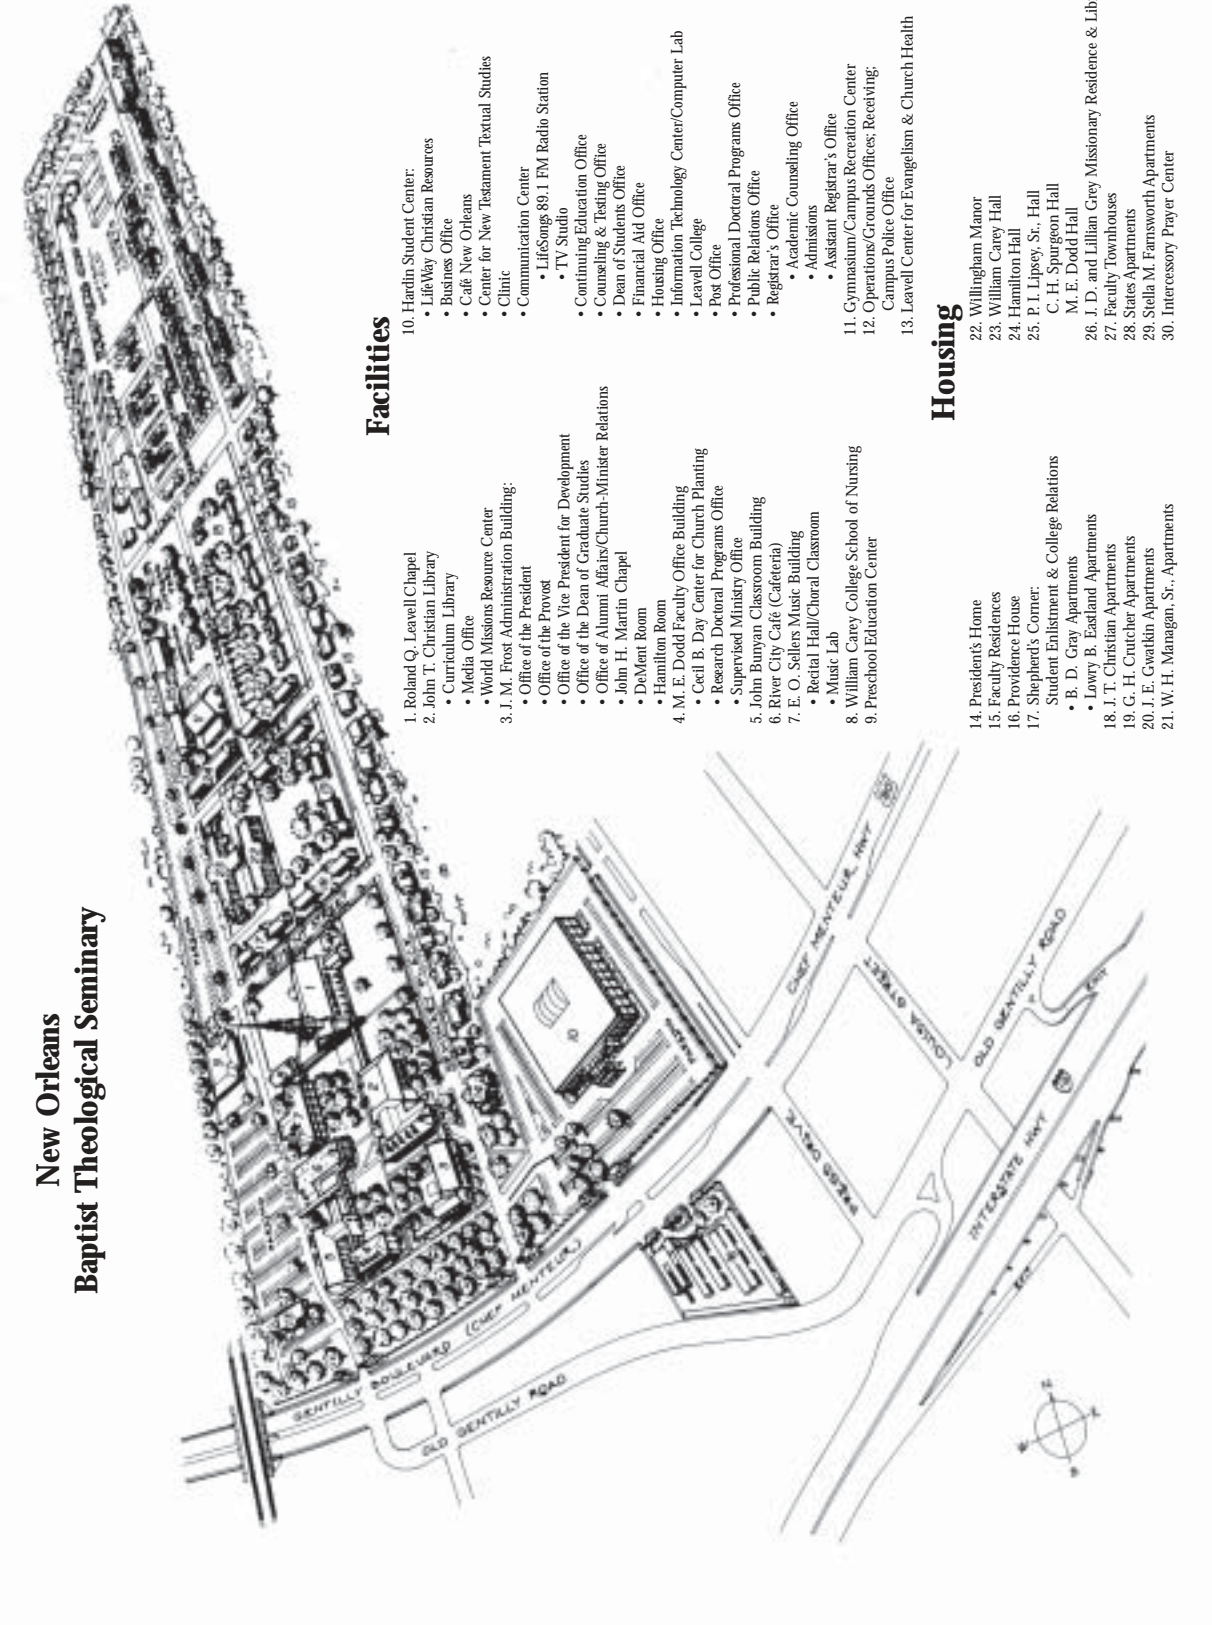 New Orleans
Baptist Theological Seminary
Facilities
1. Roland Q. Leavell Chapel
2. John T. Christian Library
• Curriculum Library
• Media Office
• World Missions Resource Center
3. J. M. Frost Administration Building:
• Office of the President
• Office of the Provost
• Office of the Vice President for Development
• Office of the Dean of Graduate Studies
• Office of Alumni Affairs/Church-Minister Relations
• John H. Martin Chapel
• DeMent Room
• Hamilton Room
4. M. E. Dodd Faculty Office Building
• Cecil B. Day Center for Church Planting
• Research Doctoral Programs Office
• Supervised Ministry Office
5. John Bunyan Classroom Building
6. River City Café (Cafeteria)
7. E. O. Sellers Music Building
• Recital Hall/Choral Classroom
• Music Lab
8. William Carey College School of Nursing
9. Preschool Education Center
10. Hardin Student Center:
• LifeWay Christian Resources
• Business Office
• Café New Orleans
• Center for New Testament Textual Studies
• Clinic
• Communication Center
• LifeSongs 89.1 FM Radio Station
• TV Studio
• Continuing Education Office
• Counseling & Testing Office
• Dean of Students Office
• Financial Aid Office
• Housing Office
• Information Technology Center/Computer Lab
• Leavell College
• Post Office
• Professional Doctoral Programs Office
• Public Relations Office
• Registrar's Office
• Academic Counseling Office
• Admissions
• Assistant Registrar's Office
11. Gymnasium/Campus Recreation Center
12. Operations/Grounds Offices; Receiving;
Campus Police Office
13. Leavell Center for Evangelism & Church Health
Housing
14. President's Home
15. Faculty Residences
16. Providence House
17. Shepherd's Corner:
Student Enlistment & College Relations
• B. D. Gray Apartments
• Lowry B. Eastland Apartments
18. J. T. Christian Apartments
19. G. H. Crutcher Apartments
20. J. E. Gwatkin Apartments
21. W. H. Managan, Sr., Apartments
22. Willingham Manor
23. William Carey Hall
24. Hamilton Hall
25. P. I. Lipsey, Sr., Hall
C. H. Spurgeon Hall
M. E. Dodd Hall
26. J. D. and Lillian Grey Missionary Residence & Lib
27. Faculty Townhouses
28. States Apartments
29. Stella M. Farnsworth Apartments
30. Intercessory Prayer Center
GENTILLY BOULEVARD (CHEF MENTEUR)
OLD GENTILLY ROAD
CHEF MENTEUR HWY
90
LOUISA STREET
OLD GENTILLY ROAD
PRESS DRIVE
INTERSTATE HWY
EXIT
EXIT
10
1
2
N
E
S
W